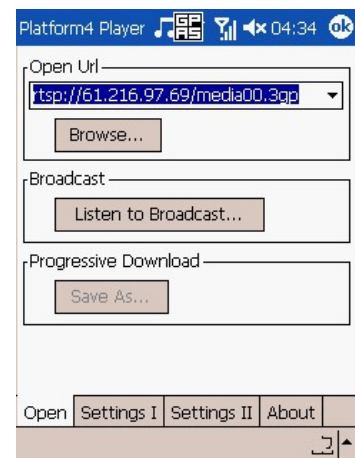 Platform4 Player GPRS 04:34 ok
Open Url
rtsp://61.216.97.69/media00.3gp
Browse...
Broadcast
Listen to Broadcast...
Progressive Download
Save As...
Open Settings I Settings II About